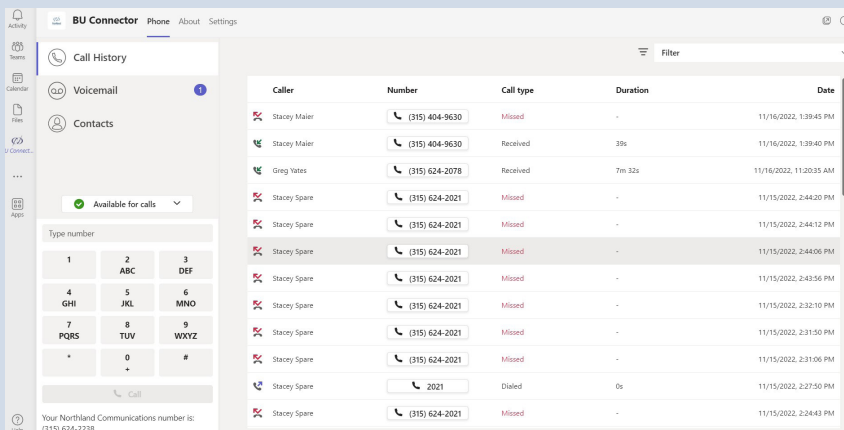 Activity
Teams
Calendar
Files
U Connect...
...
Apps
BU Connector Phone About Settings
Call History
Voicemail 1
Contacts
Available for calls
Type number
1 2 3
ABC DEF
4 5 6
GHI JKL MNO
7 8 9
PQRS TUV WXYZ
* 0 #
+
Call
Your Northland Communications number is:
(315) 624-2238
Filter
Caller Number Call type Duration Date
Stacey Maier (315) 404-9630 Missed - 11/16/2022, 1:39:45 PM
Stacey Maier (315) 404-9630 Received 39s 11/16/2022, 1:39:40 PM
Greg Yates (315) 624-2078 Received 7m 32s 11/16/2022, 11:20:35 AM
Stacey Spare (315) 624-2021 Missed - 11/15/2022, 2:44:20 PM
Stacey Spare (315) 624-2021 Missed - 11/15/2022, 2:44:12 PM
Stacey Spare (315) 624-2021 Missed - 11/15/2022, 2:44:06 PM
Stacey Spare (315) 624-2021 Missed - 11/15/2022, 2:43:56 PM
Stacey Spare (315) 624-2021 Missed - 11/15/2022, 2:32:10 PM
Stacey Spare (315) 624-2021 Missed - 11/15/2022, 2:31:50 PM
Stacey Spare (315) 624-2021 Missed - 11/15/2022, 2:31:06 PM
Stacey Spare 2021 Dialed 0s 11/15/2022, 2:27:50 PM
Stacey Spare (315) 624-2021 Missed - 11/15/2022, 2:24:43 PM